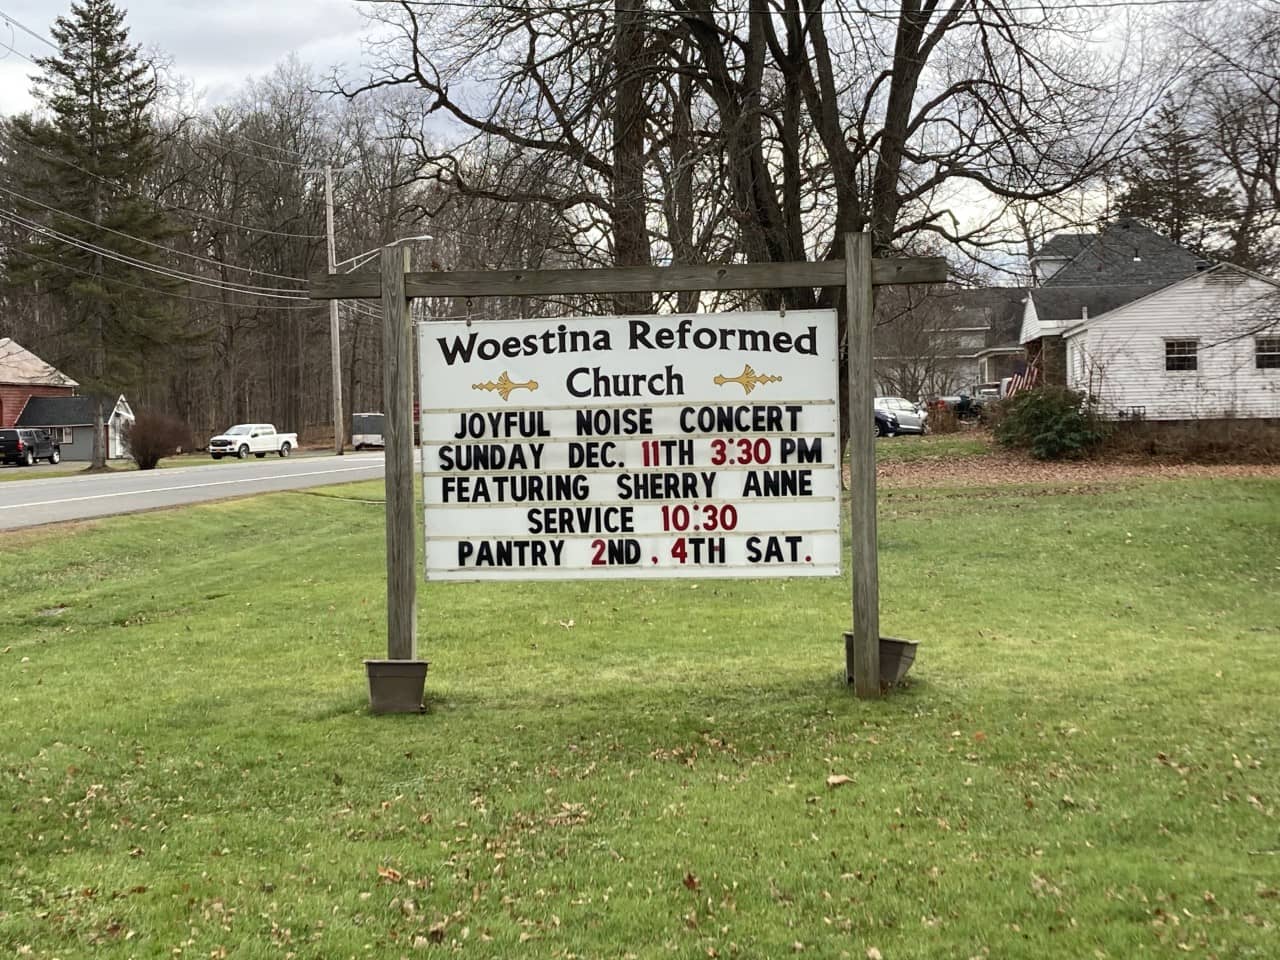 Woestina Reformed
Church
JOYFUL NOISE CONCERT
SUNDAY DEC. 11TH 3:30 PM
FEATURING SHERRY ANNE
SERVICE 10:30
PANTRY 2ND , 4TH SAT.